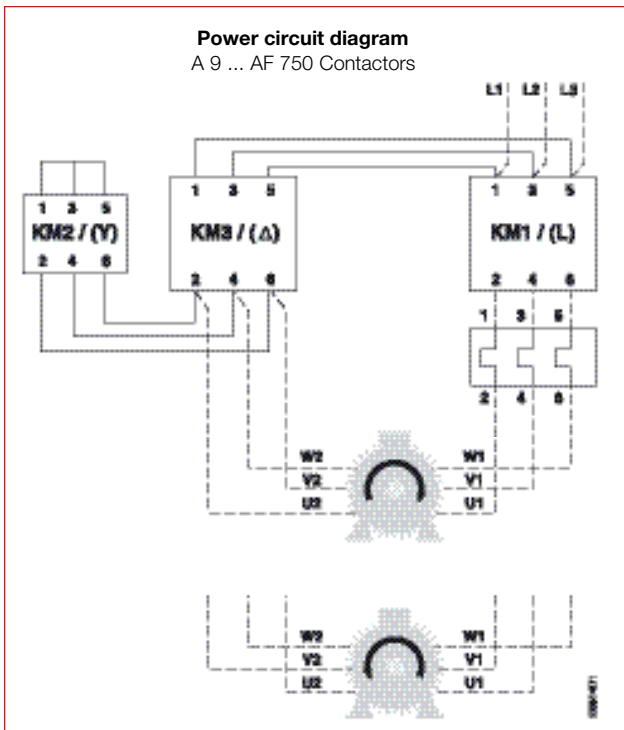 Power circuit diagram
A 9 ... AF 750 Contactors
L1 L2 L3
1 3 5
KM2 / (Y)
2 4 6
1 3 5
KM3 / (Δ)
2 4 6
1 3 5
KM1 / (L)
2 4 6
1 3 5
2 4 6
W2 W1
V2 V1
U2 U1
W2 W1
V2 V1
U2 U1